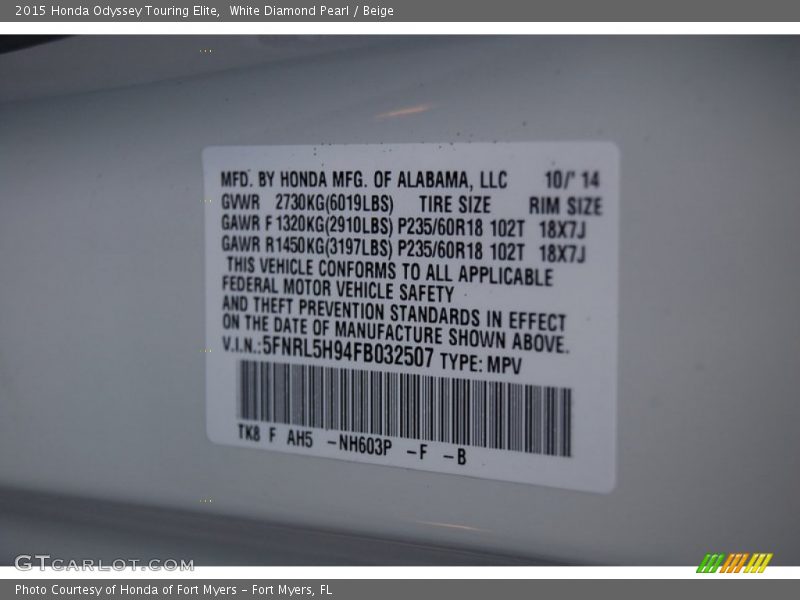 2015 Honda Odyssey Touring Elite, White Diamond Pearl / Beige
MFD. BY HONDA MFG. OF ALABAMA, LLC 10/' 14
GVWR 2730KG(6019LBS) TIRE SIZE RIM SIZE
GAWR F 1320KG(2910LBS) P235/60R18 102T 18X7J
GAWR R1450KG(3197LBS) P235/60R18 102T 18X7J
THIS VEHICLE CONFORMS TO ALL APPLICABLE
FEDERAL MOTOR VEHICLE SAFETY
AND THEFT PREVENTION STANDARDS IN EFFECT
ON THE DATE OF MANUFACTURE SHOWN ABOVE.
V.I.N.:5FNRL5H94FB032507 TYPE: MPV
TK8 F AH5 -NH603P -F -B
GTCARLOT.COM
Photo Courtesy of Honda of Fort Myers - Fort Myers, FL